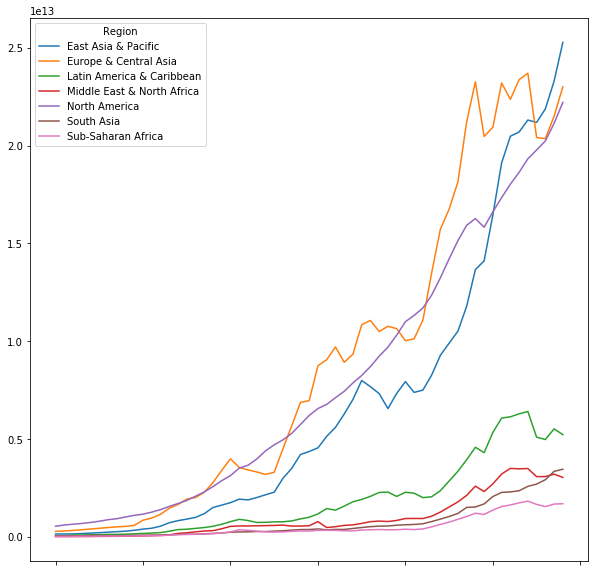 1e13
Region
East Asia & Pacific
Europe & Central Asia
Latin America & Caribbean
Middle East & North Africa
North America
South Asia
Sub-Saharan Africa
2.5
2.0
1.5
1.0
0.5
0.0